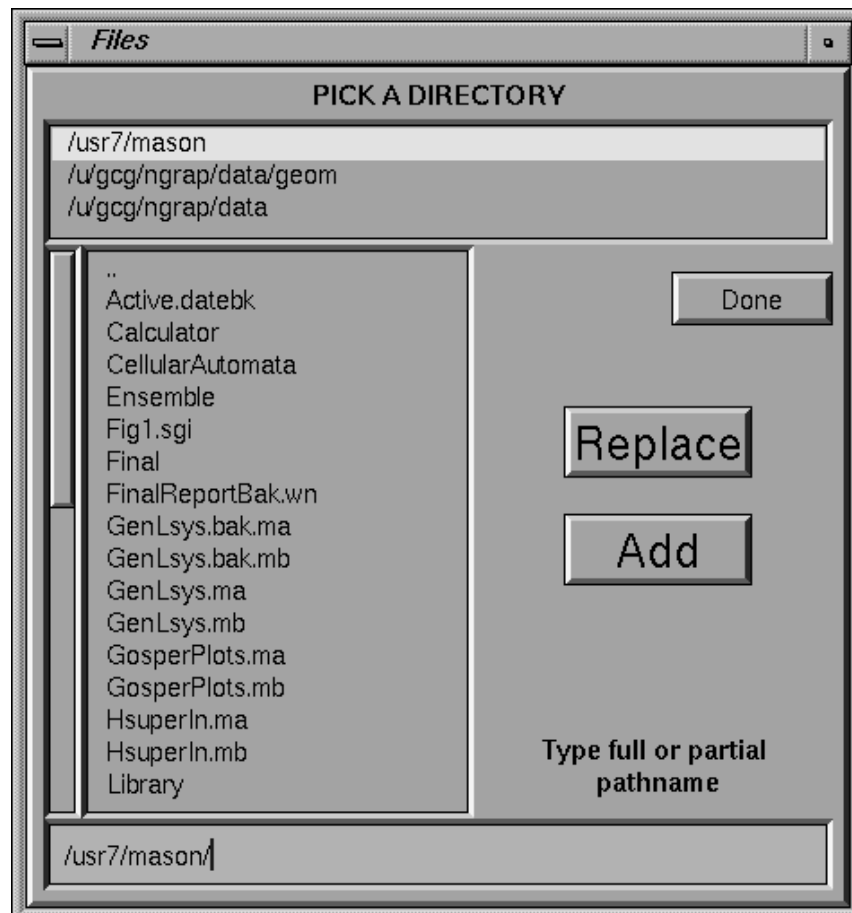 Files
PICK A DIRECTORY
/usr7/mason
/u/gcg/ngrap/data/geom
/u/gcg/ngrap/data
..
Active.datebk
Calculator
CellularAutomata
Ensemble
Fig1.sgi
Final
FinalReportBak.wn
GenLsys.bak.ma
GenLsys.bak.mb
GenLsys.ma
GenLsys.mb
GosperPlots.ma
GosperPlots.mb
HsuperIn.ma
HsuperIn.mb
Library
Done
Replace
Add
Type full or partial
pathname
/usr7/mason/